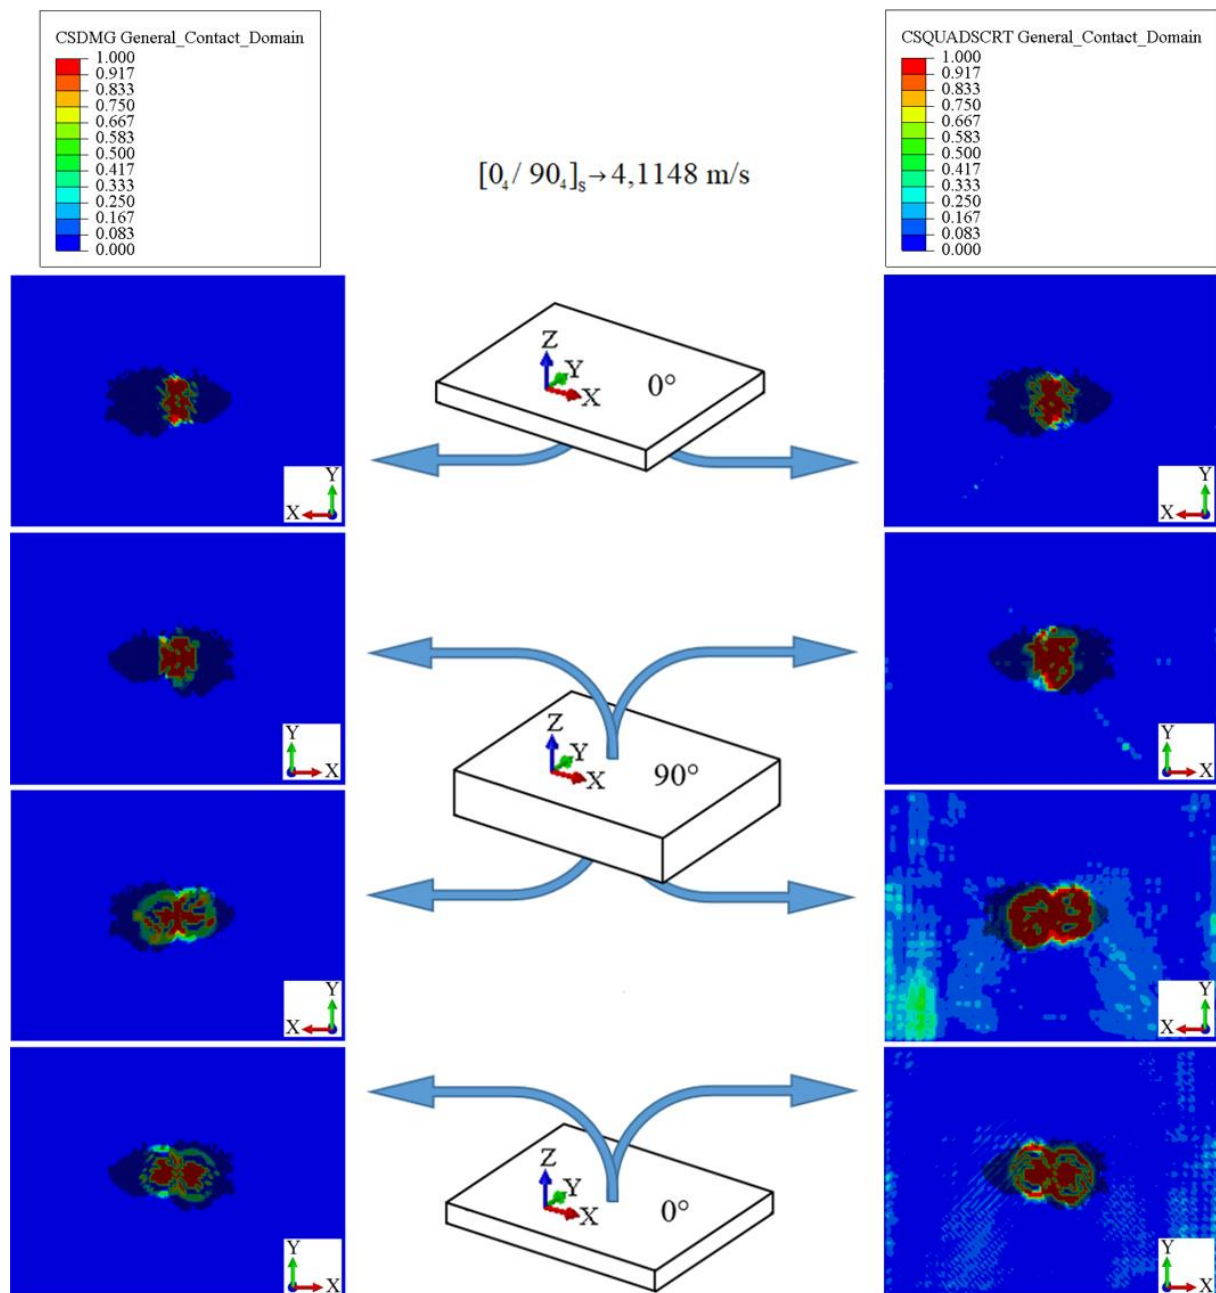 CSDMG General_Contact_Domain
1.000
0.917
0.833
0.750
0.667
0.583
0.500
0.417
0.333
0.250
0.167
0.083
0.000
[0₄ / 90₄]ₛ→4,1148 m/s
CSQUADSCRT General_Contact_Domain
1.000
0.917
0.833
0.750
0.667
0.583
0.500
0.417
0.333
0.250
0.167
0.083
0.000
Y
X
Z
Y
X
0°
Y
X
Y
X
Z
Y
X
90°
Y
X
Y
X
Y
X
Y
X
Z
Y
X
0°
Y
X